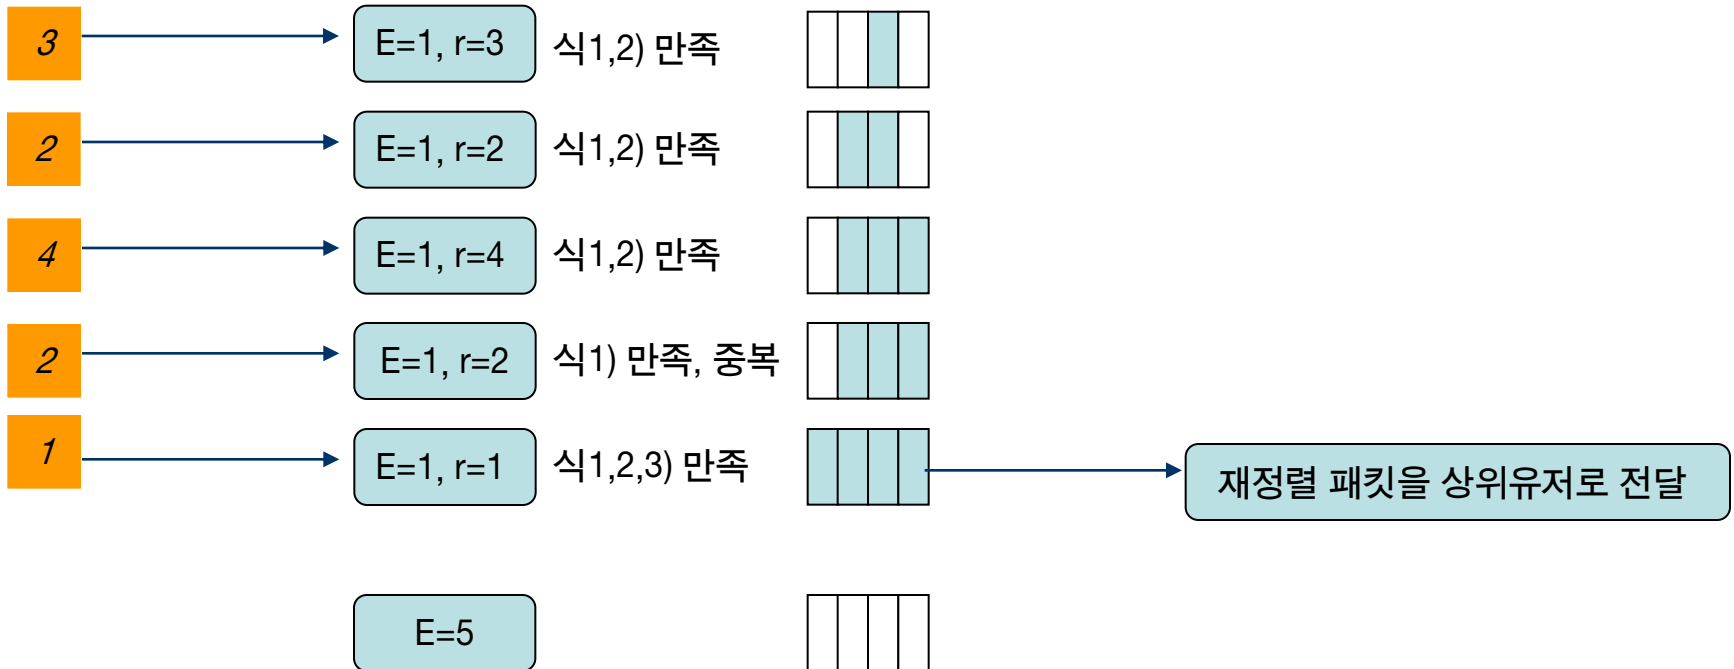 3 E=1, r=3 식1,2) 만족
2 E=1, r=2 식1,2) 만족
4 E=1, r=4 식1,2) 만족
2 E=1, r=2 식1) 만족, 중복
1 E=1, r=1 식1,2,3) 만족 재정렬 패킷을 상위유저로 전달
E=5